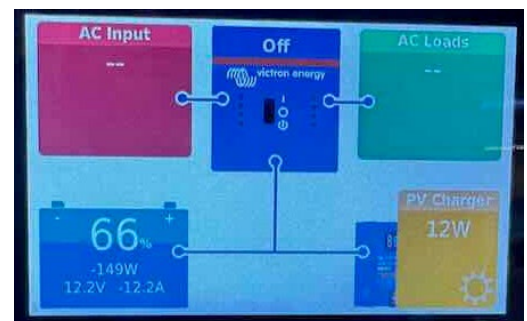 AC Input
--
Off
victron energy
I
AC Loads
--
- +
66%
-149W
12.2V -12.2A
PV Charger
12W